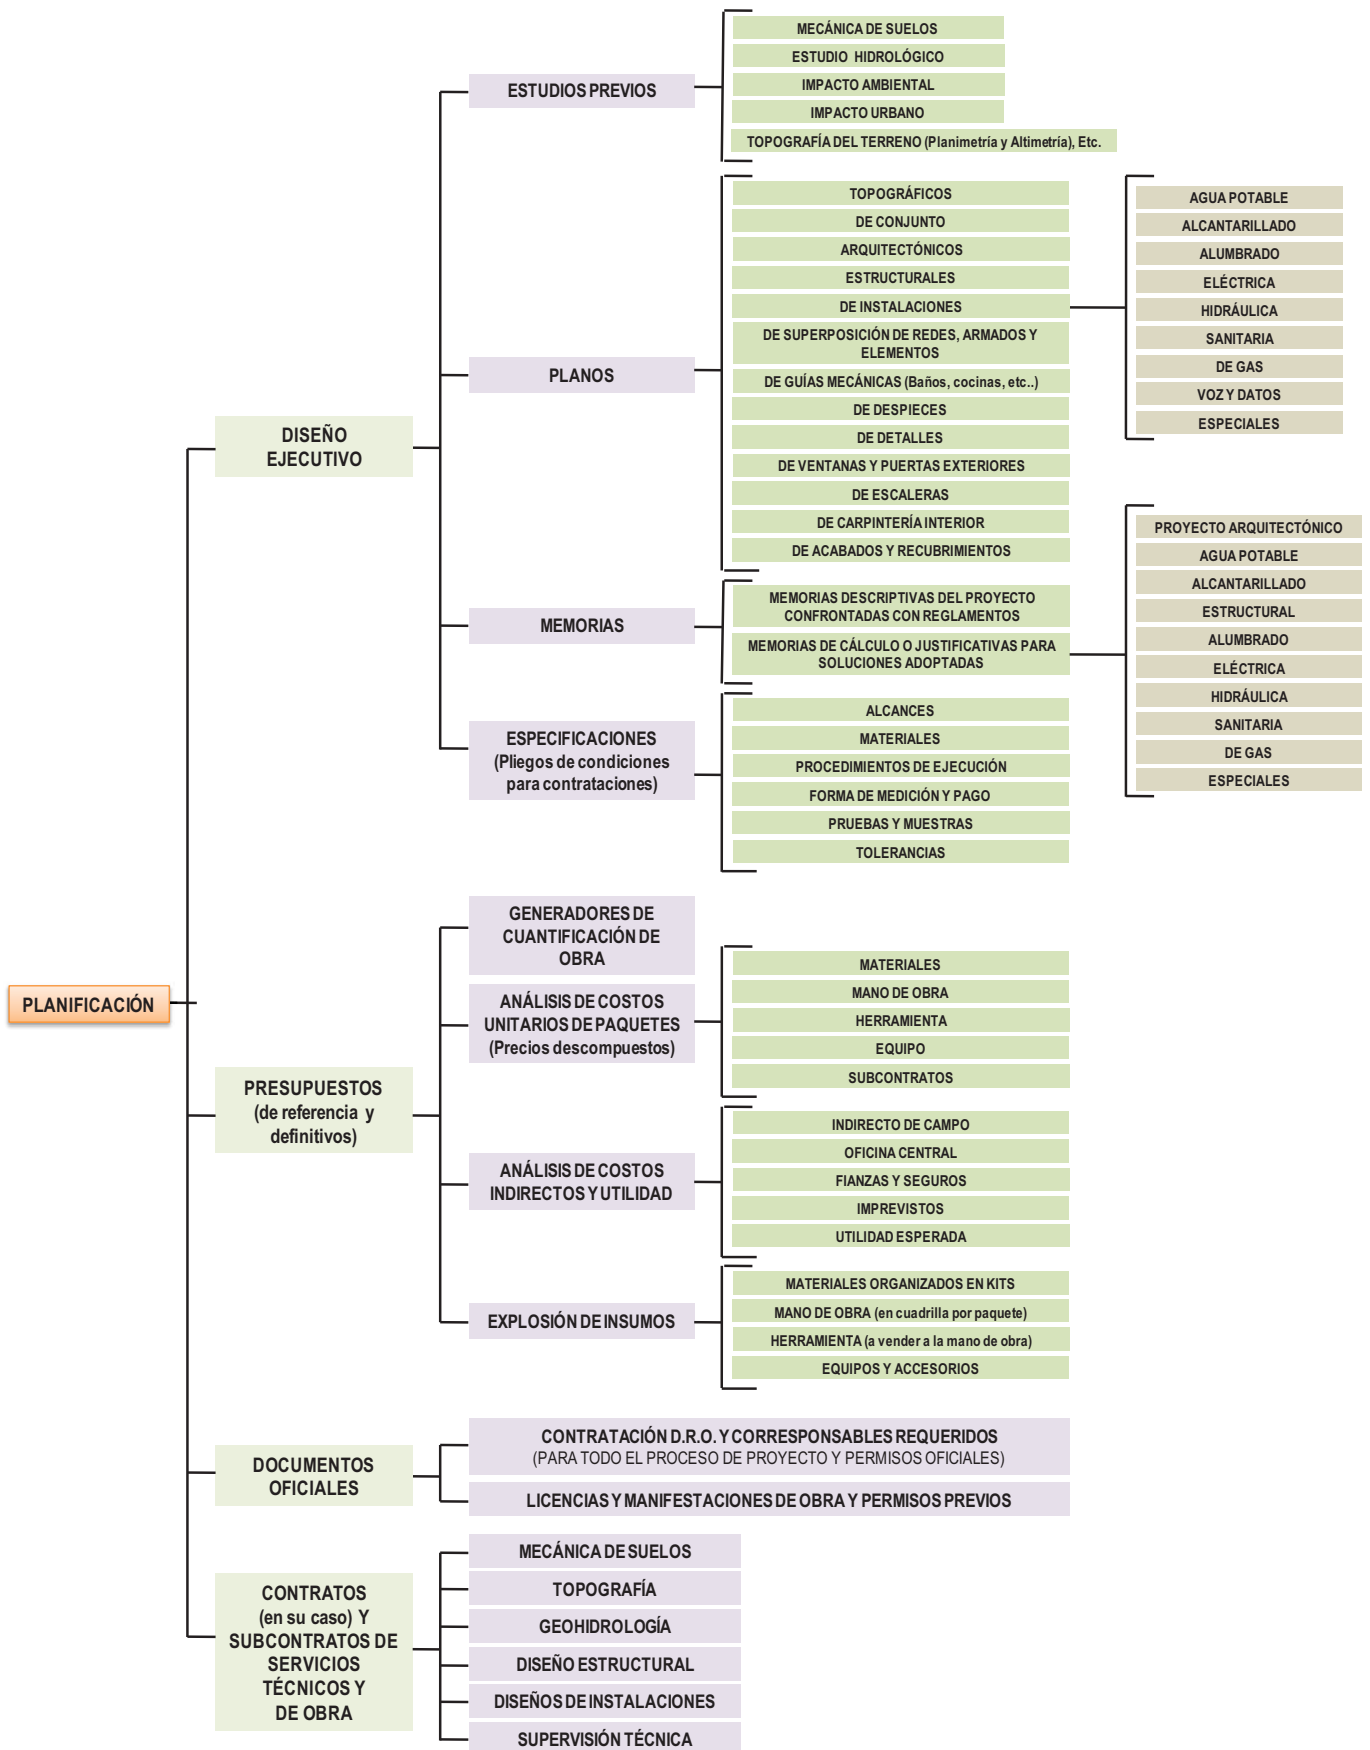 PLANIFICACIÓN
DISEÑO
EJECUTIVO
ESTUDIOS PREVIOS
MECÁNICA DE SUELOS
ESTUDIO HIDROLÓGICO
IMPACTO AMBIENTAL
IMPACTO URBANO
TOPOGRAFÍA DEL TERRENO (Planimetría y Altimetría), Etc.
PLANOS
TOPOGRÁFICOS
DE CONJUNTO
ARQUITECTÓNICOS
ESTRUCTURALES
DE INSTALACIONES
DE SUPERPOSICIÓN DE REDES, ARMADOS Y
ELEMENTOS
DE GUÍAS MECÁNICAS (Baños, cocinas, etc..)
DE DESPIECES
DE DETALLES
DE VENTANAS Y PUERTAS EXTERIORES
DE ESCALERAS
DE CARPINTERÍA INTERIOR
DE ACABADOS Y RECUBRIMIENTOS
AGUA POTABLE
ALCANTARILLADO
ALUMBRADO
ELÉCTRICA
HIDRÁULICA
SANITARIA
DE GAS
VOZ Y DATOS
ESPECIALES
MEMORIAS
MEMORIAS DESCRIPTIVAS DEL PROYECTO
CONFRONTADAS CON REGLAMENTOS
MEMORIAS DE CÁLCULO O JUSTIFICATIVAS PARA
SOLUCIONES ADOPTADAS
PROYECTO ARQUITECTÓNICO
AGUA POTABLE
ALCANTARILLADO
ESTRUCTURAL
ALUMBRADO
ELÉCTRICA
HIDRÁULICA
SANITARIA
DE GAS
ESPECIALES
ESPECIFICACIONES
(Pliegos de condiciones
para contrataciones)
ALCANCES
MATERIALES
PROCEDIMIENTOS DE EJECUCIÓN
FORMA DE MEDICIÓN Y PAGO
PRUEBAS Y MUESTRAS
TOLERANCIAS
PRESUPUESTOS
(de referencia y
definitivos)
GENERADORES DE
CUANTIFICACIÓN DE
OBRA
ANÁLISIS DE COSTOS
UNITARIOS DE PAQUETES
(Precios descompuestos)
MATERIALES
MANO DE OBRA
HERRAMIENTA
EQUIPO
SUBCONTRATOS
ANÁLISIS DE COSTOS
INDIRECTOS Y UTILIDAD
INDIRECTO DE CAMPO
OFICINA CENTRAL
FIANZAS Y SEGUROS
IMPREVISTOS
UTILIDAD ESPERADA
EXPLOSIÓN DE INSUMOS
MATERIALES ORGANIZADOS EN KITS
MANO DE OBRA (en cuadrilla por paquete)
HERRAMIENTA (a vender a la mano de obra)
EQUIPOS Y ACCESORIOS
DOCUMENTOS
OFICIALES
CONTRATACIÓN D.R.O. Y CORRESPONSABLES REQUERIDOS
(PARA TODO EL PROCESO DE PROYECTO Y PERMISOS OFICIALES)
LICENCIAS Y MANIFESTACIONES DE OBRA Y PERMISOS PREVIOS
CONTRATOS
(en su caso) Y
SUBCONTRATOS DE
SERVICIOS
TÉCNICOS Y
DE OBRA
MECÁNICA DE SUELOS
TOPOGRAFÍA
GEOHIDROLOGÍA
DISEÑO ESTRUCTURAL
DISEÑOS DE INSTALACIONES
SUPERVISIÓN TÉCNICA